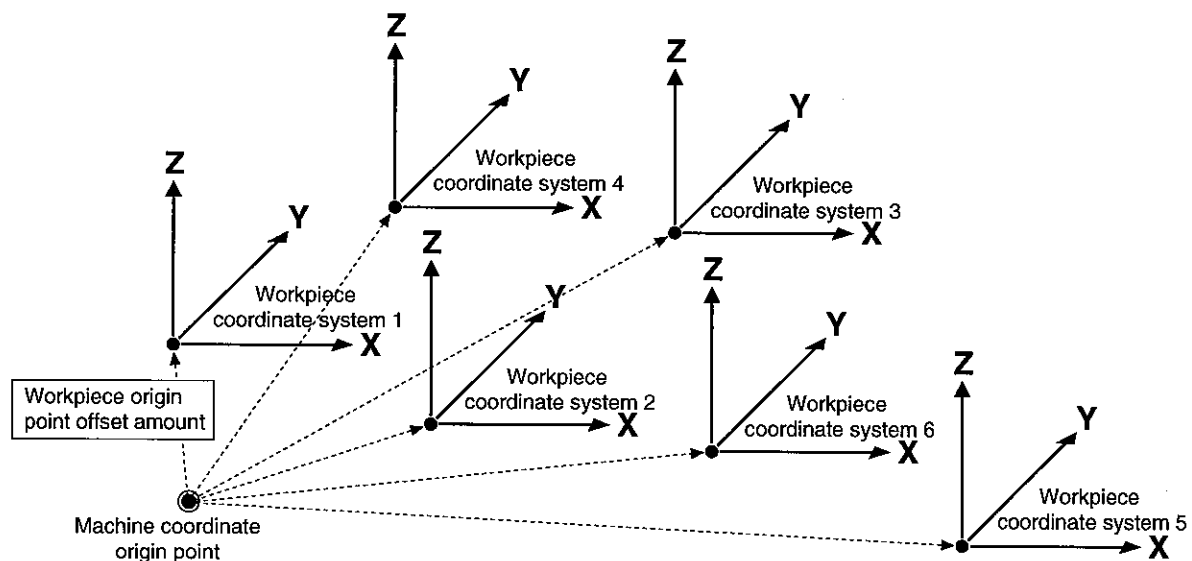 Z
Y
Workpiece
coordinate system 4
X
Z
Y
Workpiece
coordinate system 3
X
Z
Y
Workpiece
coordinate system 1
X
Z
Y
Workpiece
coordinate system 2
X
Z
Y
Workpiece
coordinate system 6
X
Z
Y
Workpiece
coordinate system 5
X
Workpiece origin
point offset amount
Machine coordinate
origin point